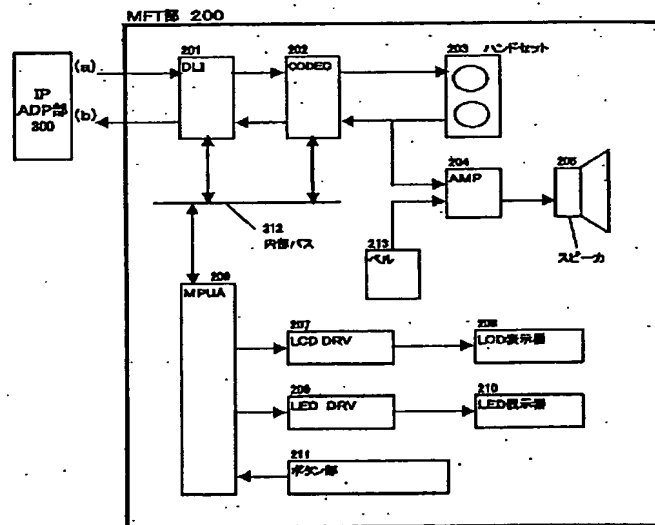 MFT部 200
201
DLI
202
CODEC
203 ハンドセット
(a)
(b)
IP
ADP部
300
204
AMP
205
スピーカ
212
内部バス
213
ベル
MPUA
207
LCD DRV
LCD表示器
LED DRV
210
LED表示器
211
ボタン部